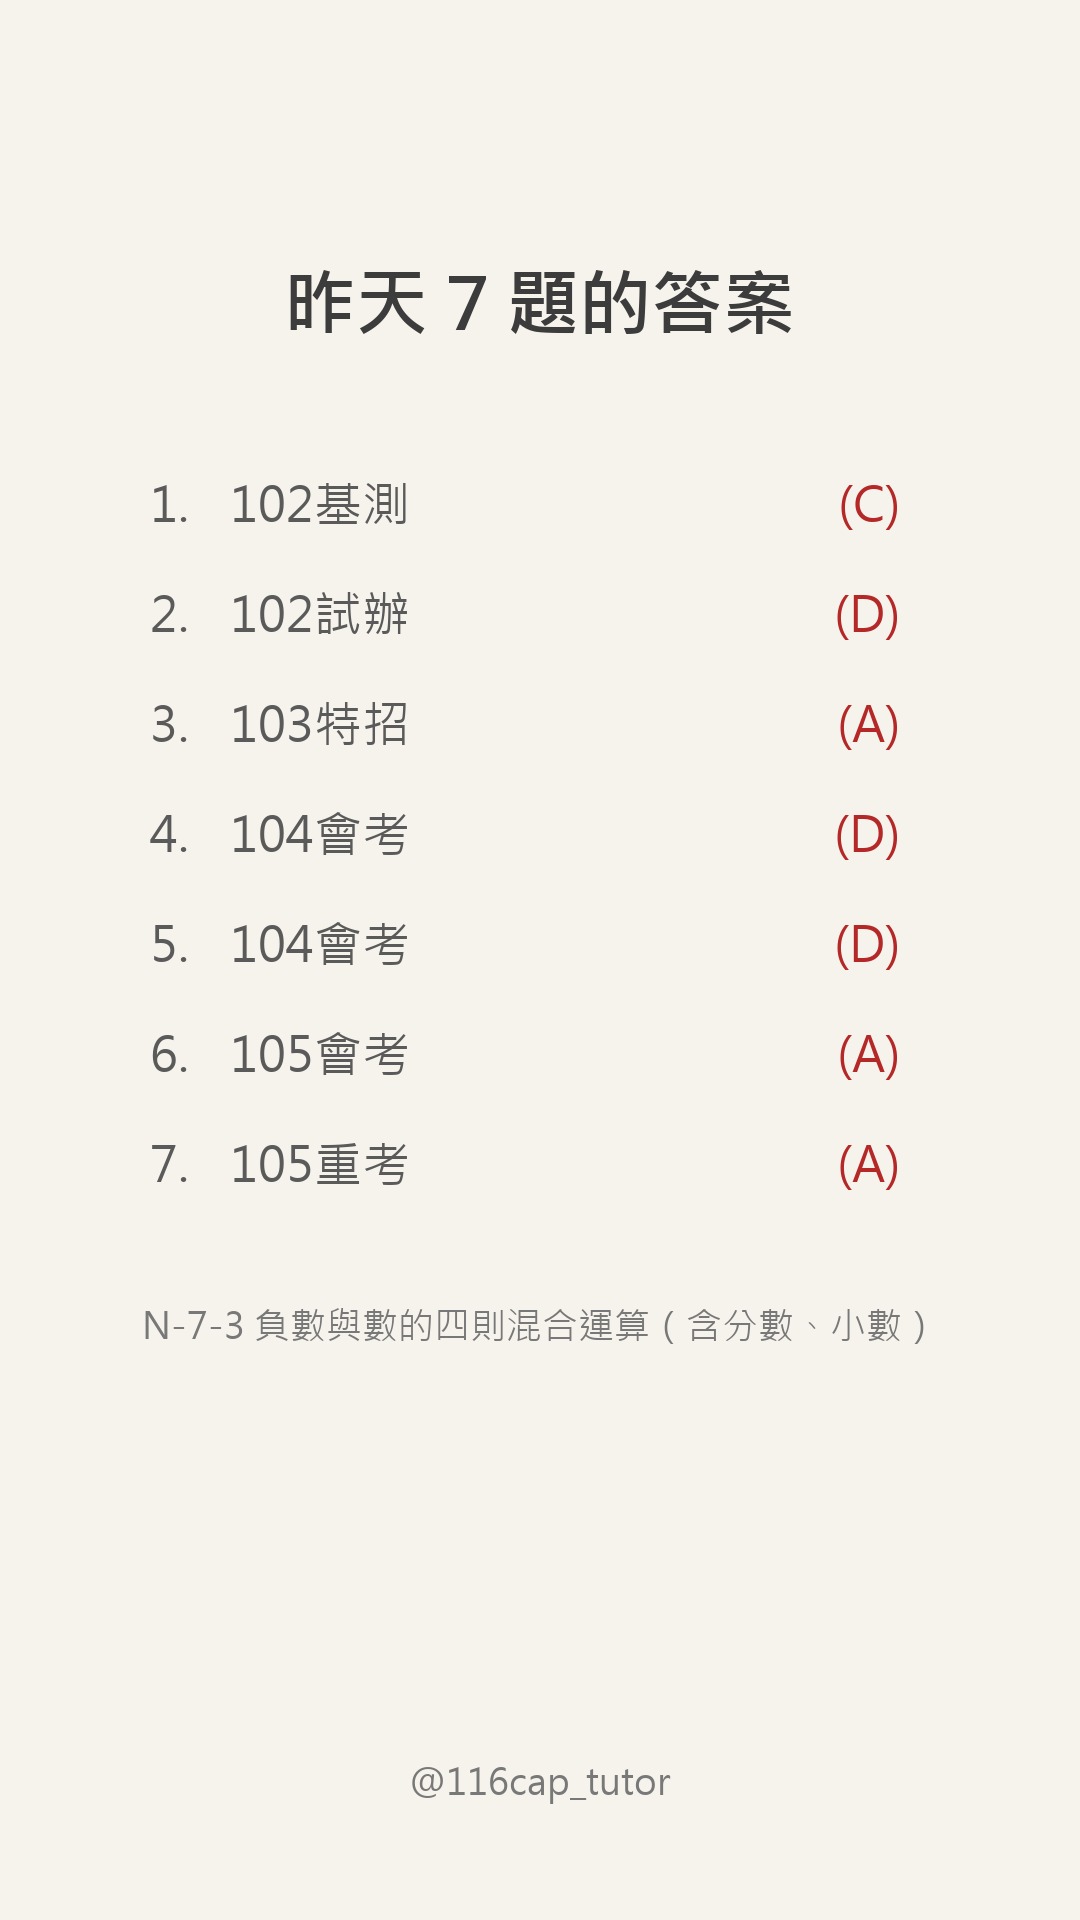 昨天 7 題的答案
1. 102基測 (C)
2. 102試辦 (D)
3. 103特招 (A)
4. 104會考 (D)
5. 104會考 (D)
6. 105會考 (A)
7. 105重考 (A)
N-7-3 負數與數的四則混合運算（含分數、小數）
@116cap_tutor